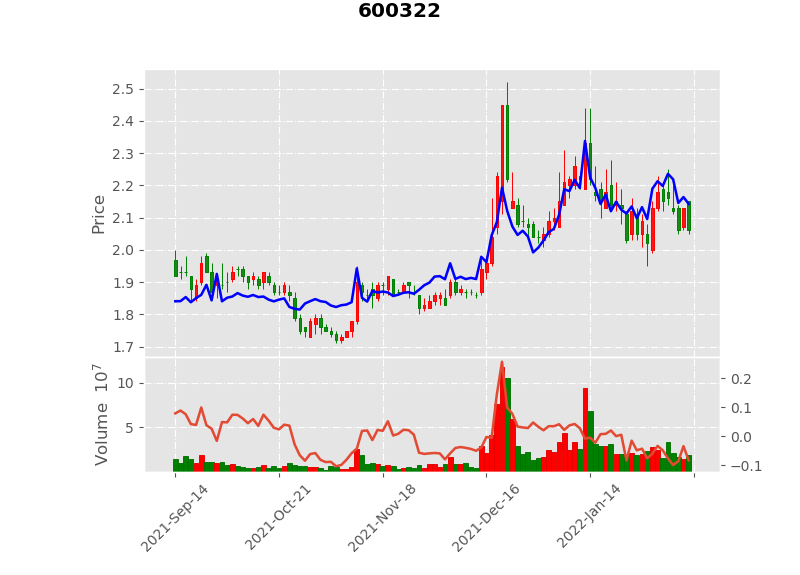 600322
Price
2.5
2.4
2.3
2.2
2.1
2.0
1.9
1.8
1.7
Volume 10^7
10
5
0.2
0.1
0.0
−0.1
2021-Sep-14
2021-Oct-21
2021-Nov-18
2021-Dec-16
2022-Jan-14